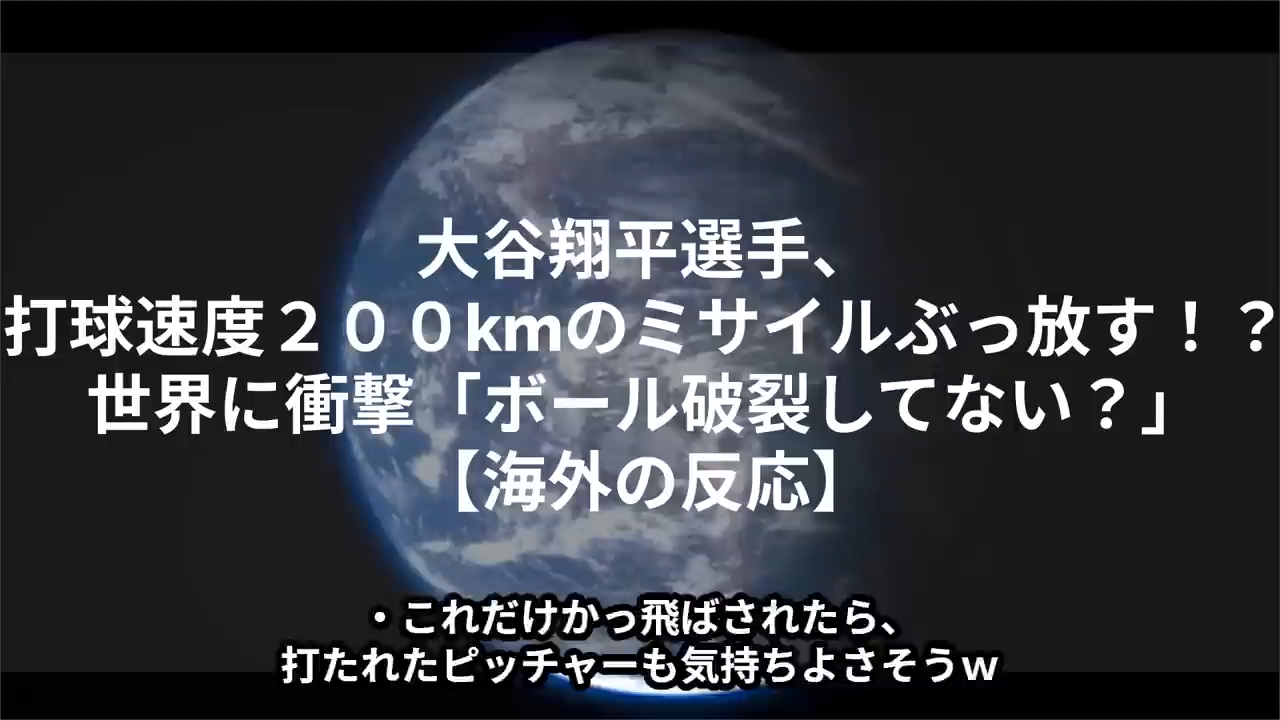 大谷翔平選手、
打球速度２００kmのミサイルぶっ放す！？
世界に衝撃「ボール破裂してない？」
【海外の反応】
・これだけかっ飛ばされたら、
打たれたピッチャーも気持ちよさそうｗ